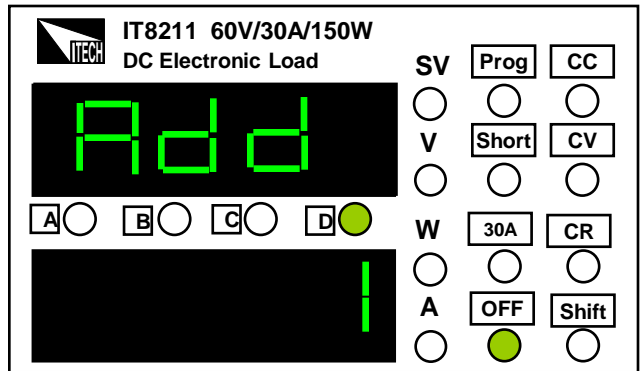 ITECH
IT8211 60V/30A/150W
DC Electronic Load
SV Prog CC
Add
V Short CV
A B C D
W 30A CR
1
A OFF Shift